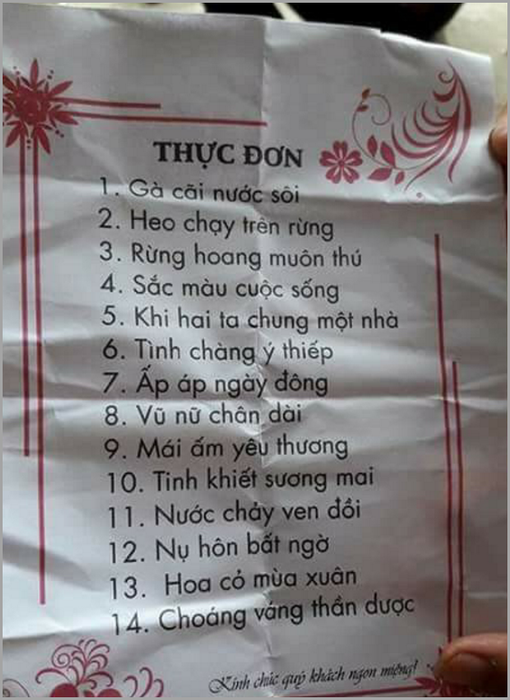 THỰC ĐƠN
1. Gà cãi nước sôi
2. Heo chạy trên rừng
3. Rừng hoang muôn thú
4. Sắc màu cuộc sống
5. Khi hai ta chung một nhà
6. Tình chàng ý thiếp
7. Ấp áp ngày đông
8. Vũ nữ chân dài
9. Mái ấm yêu thương
10. Tinh khiết sương mai
11. Nước chảy ven đồi
12. Nụ hôn bất ngờ
13. Hoa cỏ mùa xuân
14. Choáng váng thần dược
Kính chúc quý khách ngon miệng!